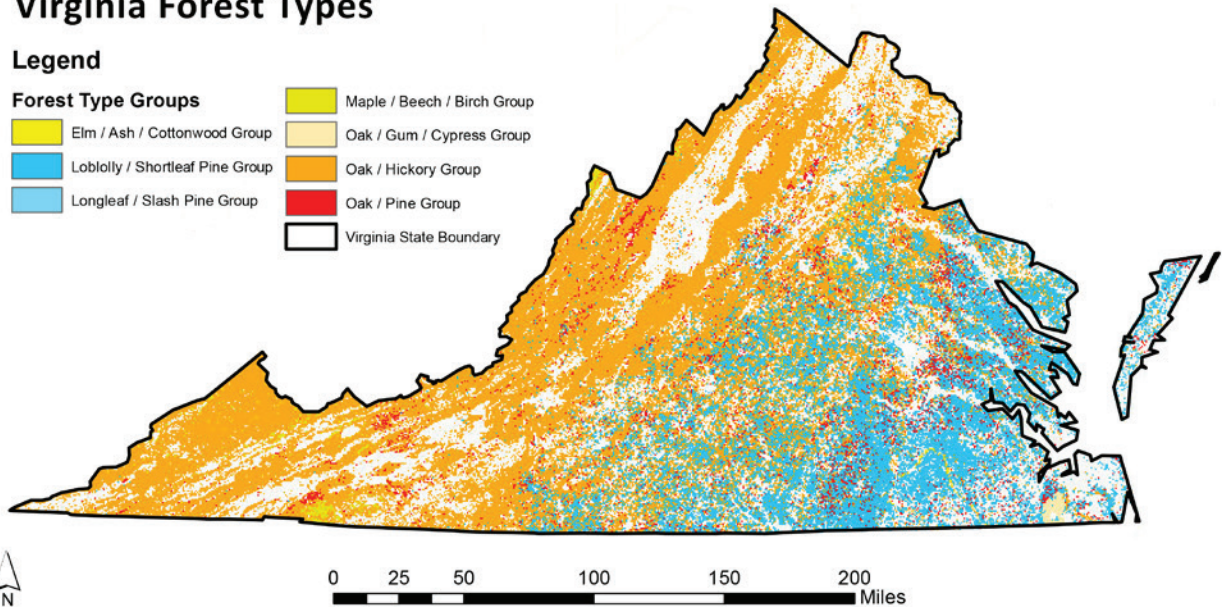 Virginia Forest Types
Legend
Forest Type Groups
Elm / Ash / Cottonwood Group
Loblolly / Shortleaf Pine Group
Longleaf / Slash Pine Group
Maple / Beech / Birch Group
Oak / Gum / Cypress Group
Oak / Hickory Group
Oak / Pine Group
Virginia State Boundary
N
0 25 50 100 150 200
Miles